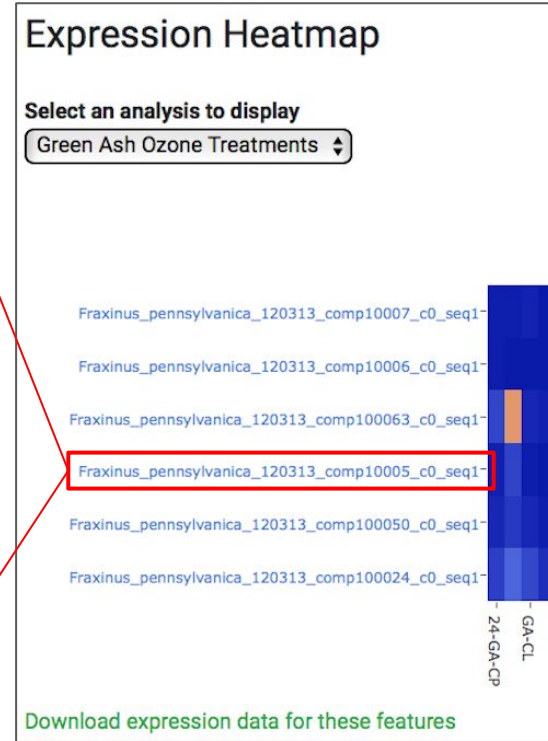 Expression Heatmap
Select an analysis to display
Green Ash Ozone Treatments
Fraxinus_pennsylvanica_120313_comp10007_c0_seq1
Fraxinus_pennsylvanica_120313_comp10006_c0_seq1
Fraxinus_pennsylvanica_120313_comp100063_c0_seq1
Fraxinus_pennsylvanica_120313_comp10005_c0_seq1
Fraxinus_pennsylvanica_120313_comp100050_c0_seq1
Fraxinus_pennsylvanica_120313_comp100024_c0_seq1
24-GA-CP
GA-CL
Download expression data for these features